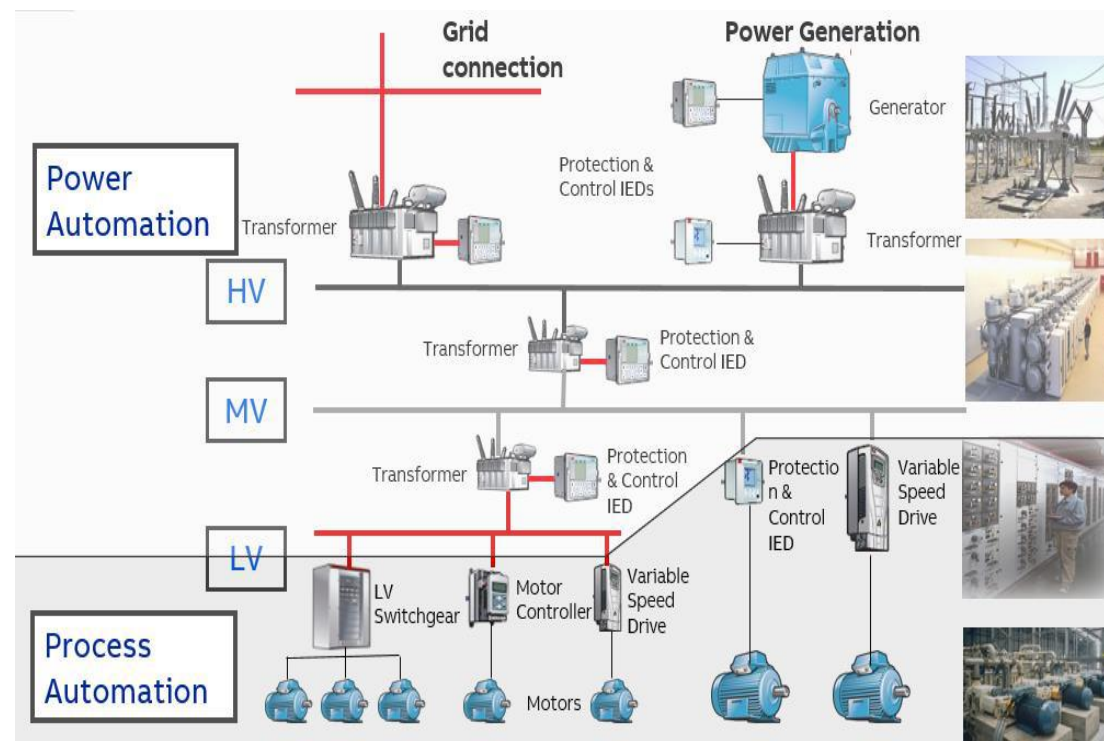 Grid
connection
Power Generation
Generator
Protection &
Control IEDs
Power
Automation
Transformer
Transformer
HV
Transformer
Protection &
Control IED
MV
Transformer
Protection
& Control
IED
Protectio
n &
Control
IED
Variable
Speed
Drive
LV
LV
Switchgear
Motor
Controller
Variable
Speed
Drive
Process
Automation
Motors